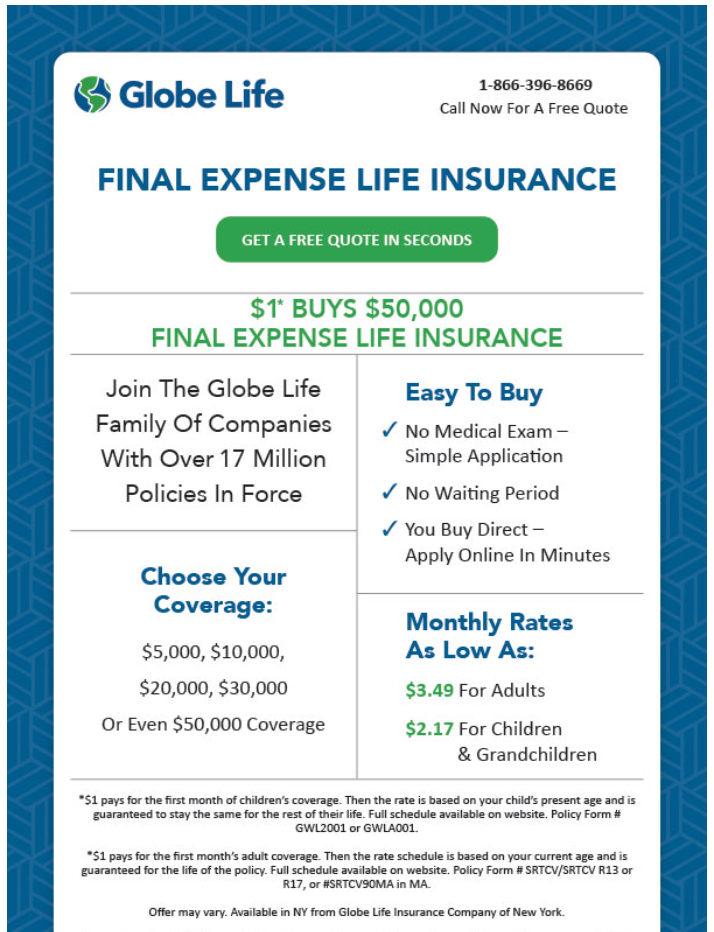 Globe Life
1-866-396-8669
Call Now For A Free Quote
FINAL EXPENSE LIFE INSURANCE
GET A FREE QUOTE IN SECONDS
$1* BUYS $50,000
FINAL EXPENSE LIFE INSURANCE
Join The Globe Life
Family Of Companies
With Over 17 Million
Policies In Force
Choose Your
Coverage:
$5,000, $10,000,
$20,000, $30,000
Or Even $50,000 Coverage
Easy To Buy
✓ No Medical Exam –
Simple Application
✓ No Waiting Period
✓ You Buy Direct –
Apply Online In Minutes
Monthly Rates
As Low As:
$3.49 For Adults
$2.17 For Children
& Grandchildren
*$1 pays for the first month of children's coverage. Then the rate is based on your child's present age and is
guaranteed to stay the same for the rest of their life. Full schedule available on website. Policy Form #
GWL2001 or GWLA001.
*$1 pays for the first month's adult coverage. Then the rate schedule is based on your current age and is
guaranteed for the life of the policy. Full schedule available on website. Policy Form # SRTCV/SRTCV R13 or
R17, or #SRTCV90MA in MA.
Offer may vary. Available in NY from Globe Life Insurance Company of New York.